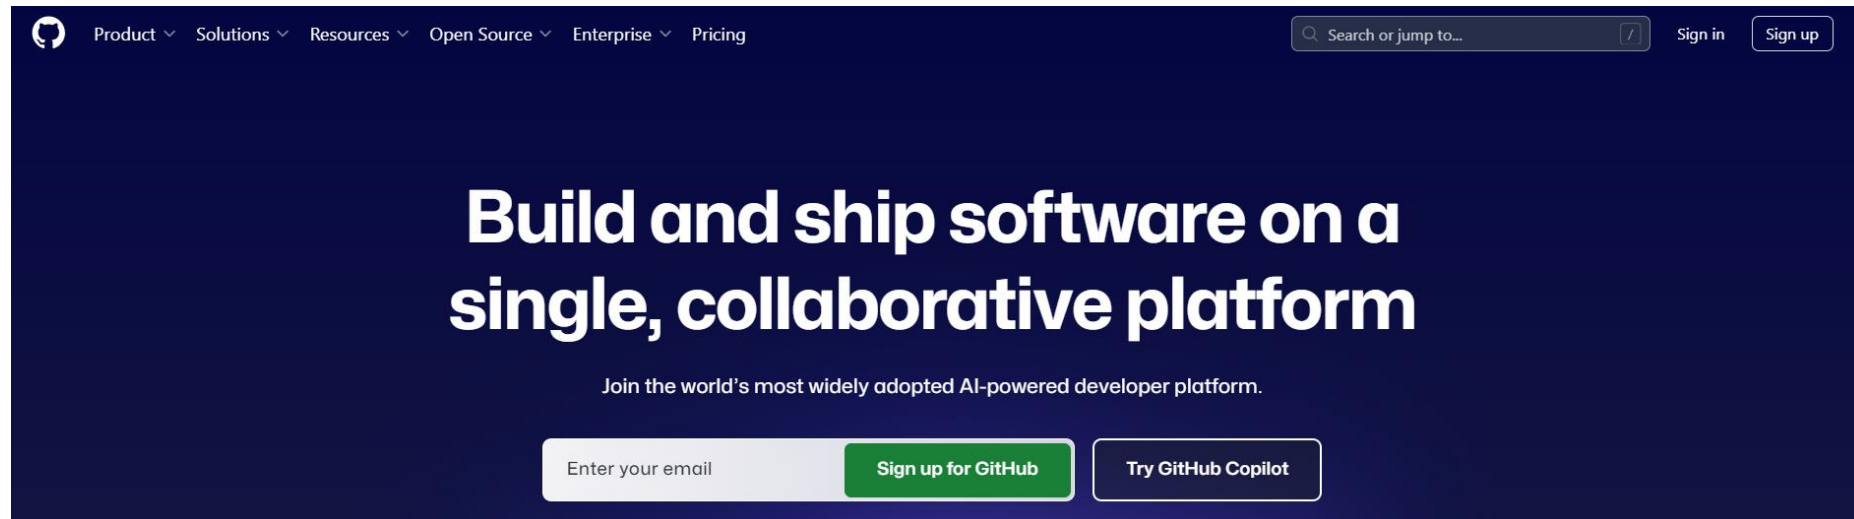 Product Solutions Resources Open Source Enterprise Pricing Search or jump to... / Sign in Sign up
Build and ship software on a
single, collaborative platform
Join the world's most widely adopted AI-powered developer platform.
Enter your email Sign up for GitHub Try GitHub Copilot